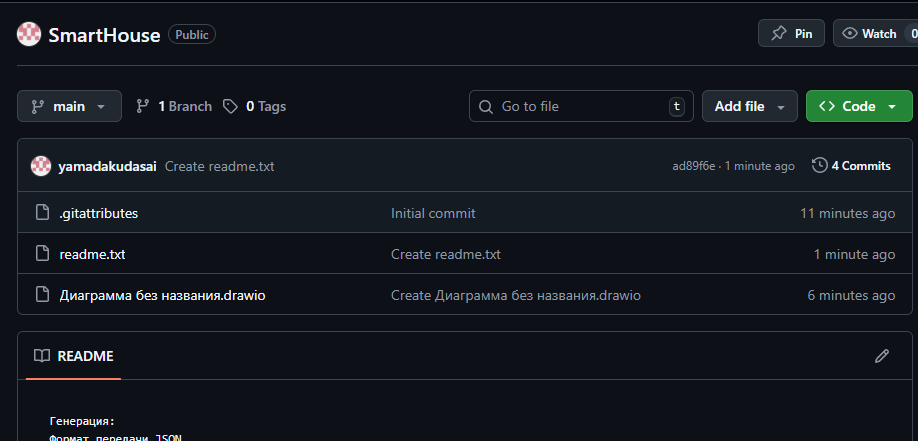 SmartHouse Public Pin Watch 0
main 1 Branch 0 Tags Go to file t Add file Code
yamadakudasai Create readme.txt ad89f6e · 1 minute ago 4 Commits
.gitattributes Initial commit 11 minutes ago
readme.txt Create readme.txt 1 minute ago
Диаграмма без названия.drawio Create Диаграмма без названия.drawio 6 minutes ago
README
Генерация:
Формат передачи JSON